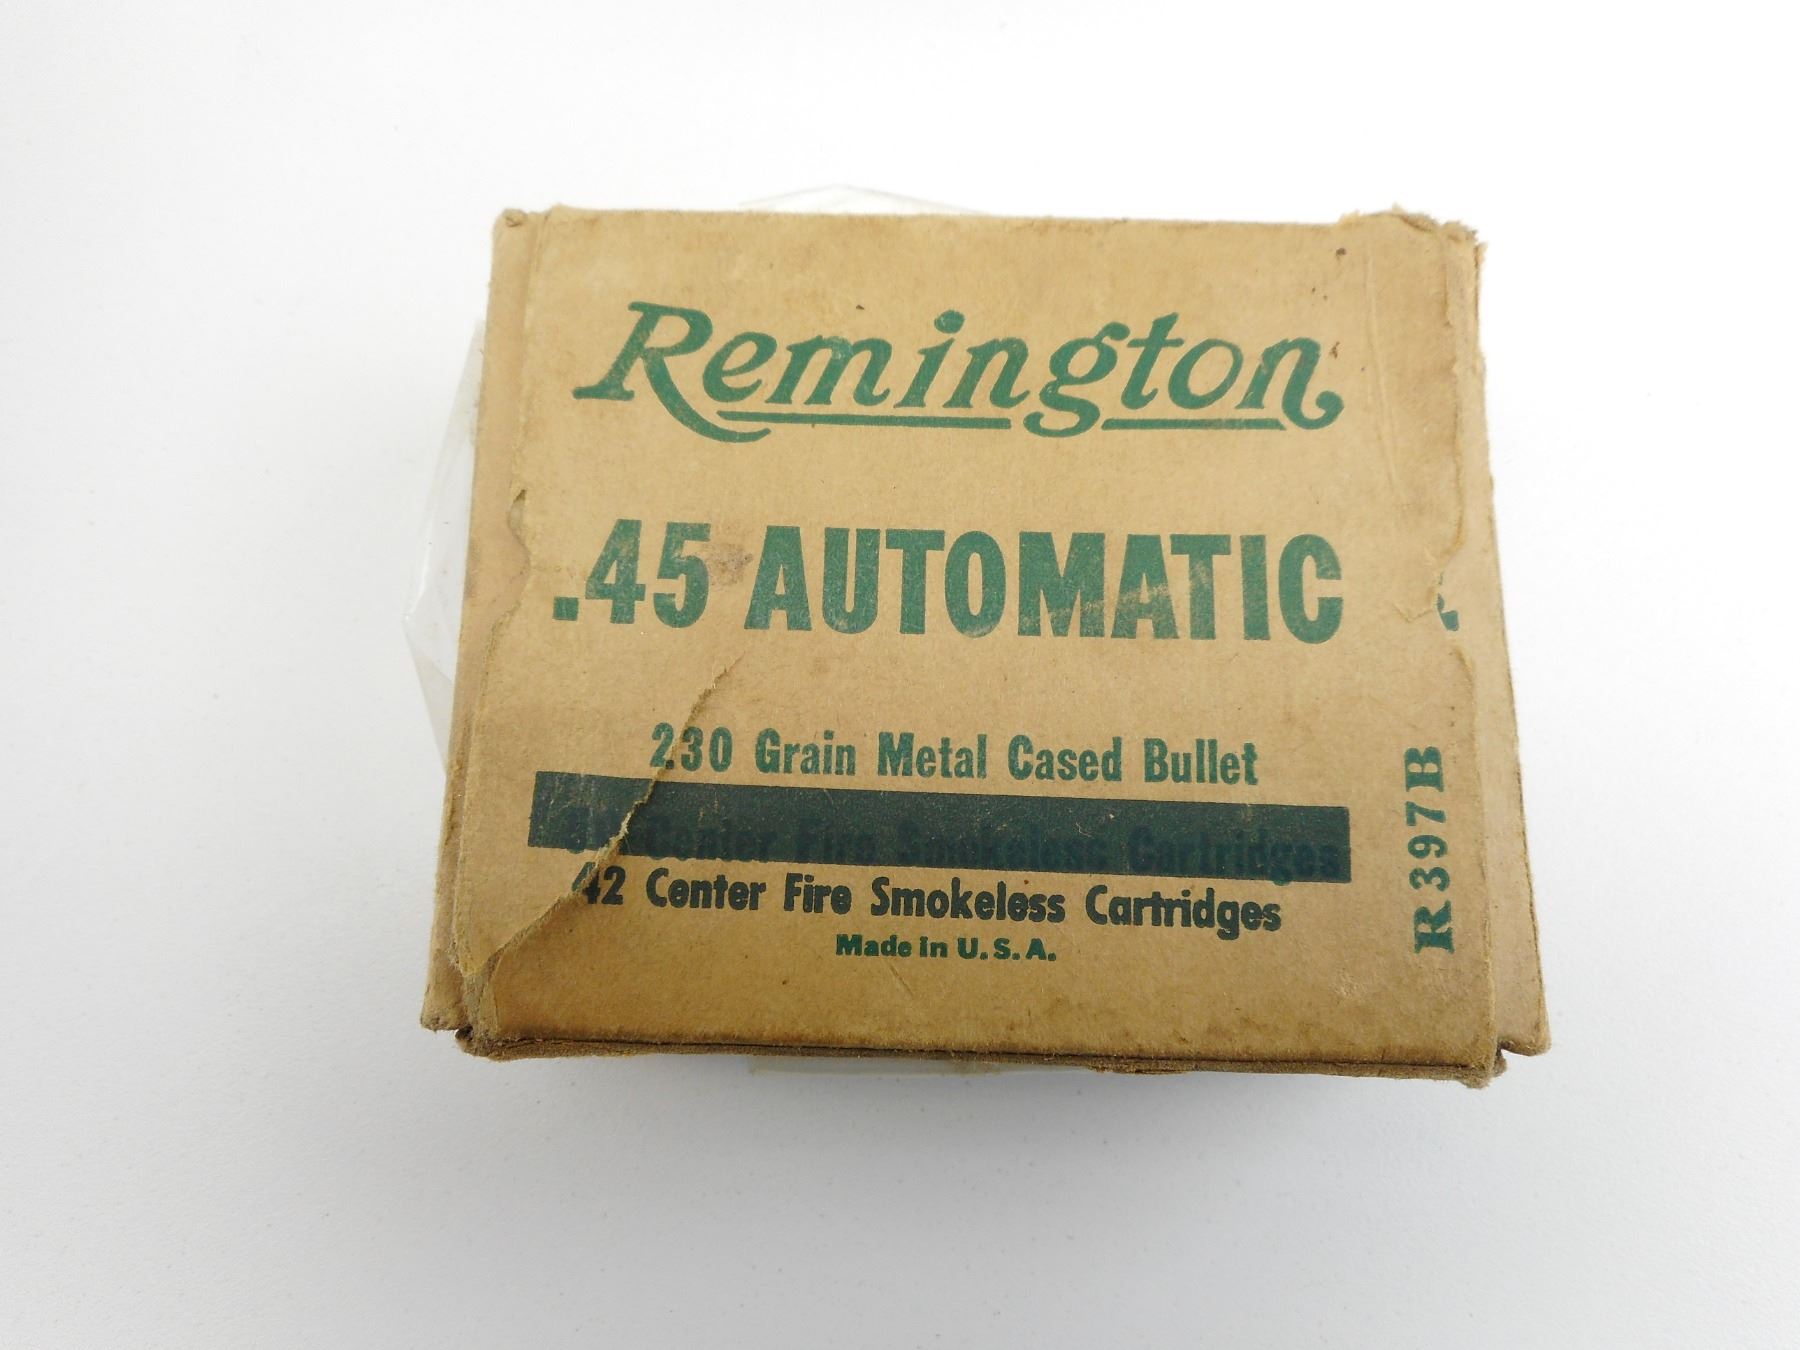 Remington
.45 AUTOMATIC
230 Grain Metal Cased Bullet
Center Fire Smokeless Cartridges
42 Center Fire Smokeless Cartridges
Made in U.S.A.
R397B